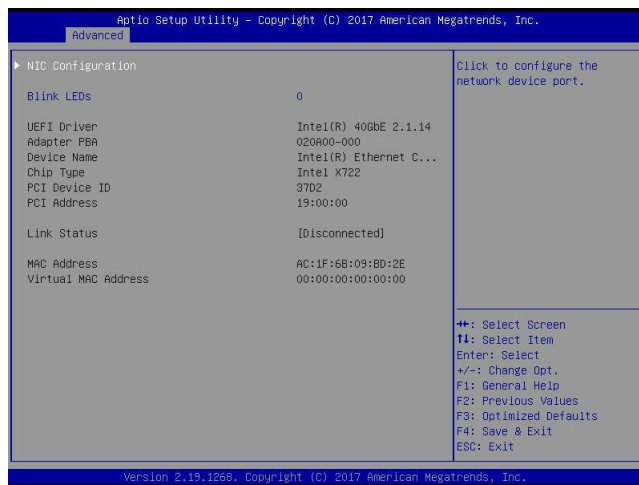 Aptio Setup Utility – Copyright (C) 2017 American Megatrends, Inc.
Advanced
NIC Configuration
Blink LEDs 0
UEFI Driver Intel(R) 40GbE 2.1.14
Adapter PBA 020A00-000
Device Name Intel(R) Ethernet C...
Chip Type Intel X722
PCI Device ID 37D2
PCI Address 19:00:00
Link Status [Disconnected]
MAC Address AC:1F:6B:09:BD:2E
Virtual MAC Address 00:00:00:00:00:00
Click to configure the
network device port.
→←: Select Screen
↑↓: Select Item
Enter: Select
+/-: Change Opt.
F1: General Help
F2: Previous Values
F3: Optimized Defaults
F4: Save & Exit
ESC: Exit
Version 2.19.1268. Copyright (C) 2017 American Megatrends, Inc.